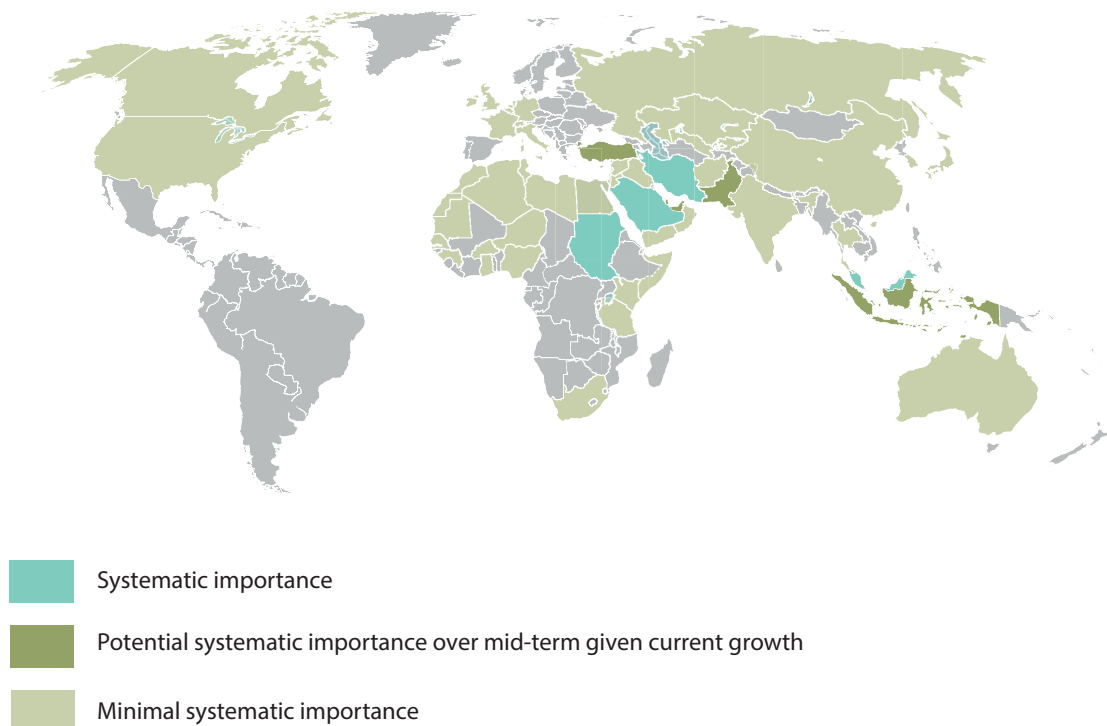 Systematic importance
Potential systematic importance over mid-term given current growth
Minimal systematic importance